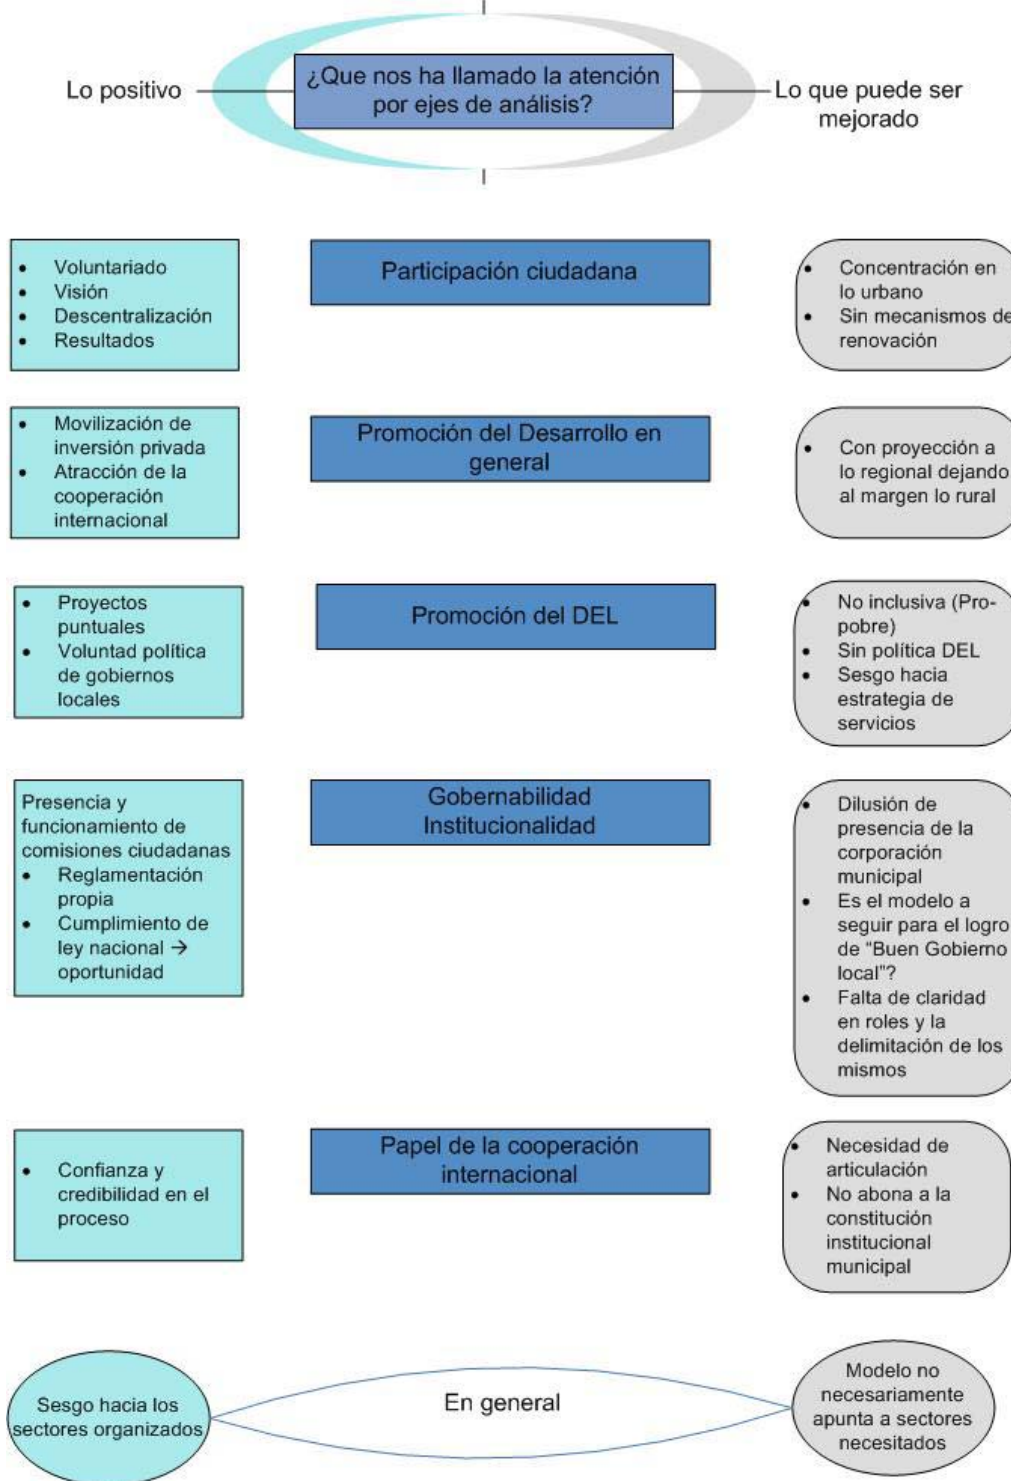 ¿Que nos ha llamado la atención
por ejes de análisis?
Lo positivo
Lo que puede ser
mejorado
• Voluntariado
• Visión
• Descentralización
• Resultados
Participación ciudadana
• Concentración en
lo urbano
• Sin mecanismos de
renovación
• Movilización de
inversión privada
• Atracción de la
cooperación
internacional
Promoción del Desarrollo en
general
• Con proyección a
lo regional dejando
al margen lo rural
• Proyectos
puntuales
• Voluntad política
de gobiernos
locales
Promoción del DEL
• No inclusiva (Pro-
pobre)
• Sin política DEL
• Sesgo hacia
estrategia de
servicios
Presencia y
funcionamiento de
comisiones ciudadanas
• Reglamentación
propia
• Cumplimiento de
ley nacional →
oportunidad
Gobernabilidad
Institucionalidad
• Dilusión de
presencia de la
corporación
municipal
• Es el modelo a
seguir para el logro
de "Buen Gobierno
local"?
• Falta de claridad
en roles y la
delimitación de los
mismos
• Confianza y
credibilidad en el
proceso
Papel de la cooperación
internacional
• Necesidad de
articulación
• No abona a la
constitución
institucional
municipal
Sesgo hacia los
sectores organizados
En general
Modelo no
necesariamente
apunta a sectores
necesitados